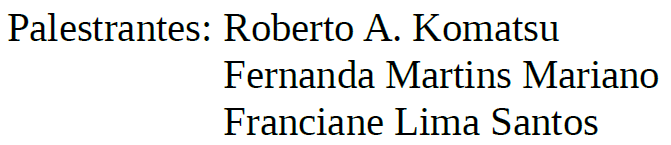 Palestrantes: Roberto A. Komatsu
Fernanda Martins Mariano
Franciane Lima Santos